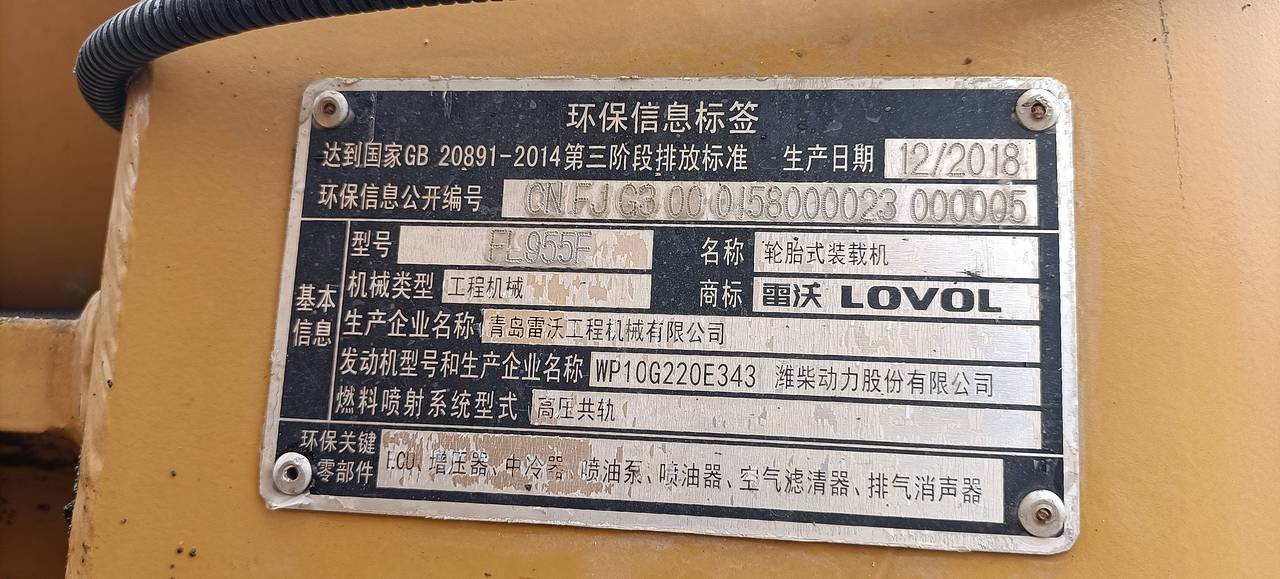 环保信息标签
达到国家GB 20891-2014第三阶段排放标准 生产日期 12/2018
环保信息公开编号 CN FJ G3 00 0158000023 000005
基本信息
型号 FL955F 名称 轮胎式装载机
机械类型 工程机械 商标 雷沃 LOVOL
生产企业名称 青岛雷沃工程机械有限公司
发动机型号和生产企业名称 WP10G220E343 潍柴动力股份有限公司
燃料喷射系统型式 高压共轨
环保关键零部件 ECU、增压器、中冷器、喷油泵、喷油器、空气滤清器、排气消声器